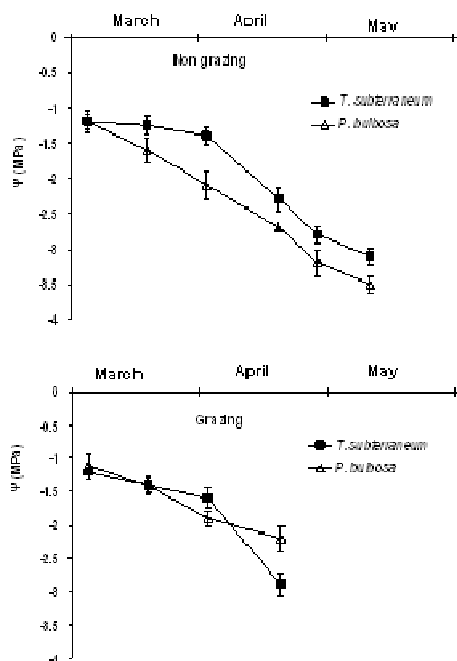 March April May
0
Non grazing
-0.5
-1
T. subterraneum
P. bulbosa
-1.5
Ψ (MPa)
-2
-2.5
-3
-3.5
-4
March April May
0
-0.5
Grazing
-1
T. subterraneum
P. bulbosa
Ψ (MPa)
-1.5
-2
-2.5
-3
-3.5
-4